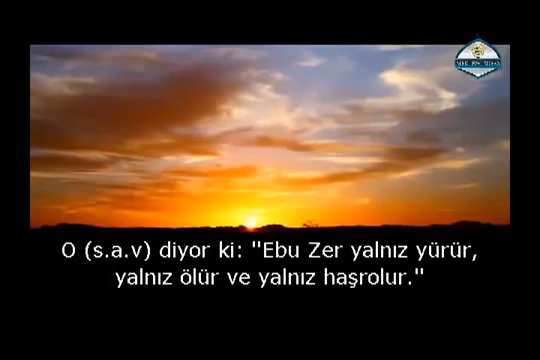 O (s.a.v) diyor ki: "Ebu Zer yalnız yürür,
yalnız ölür ve yalnız haşrolur."